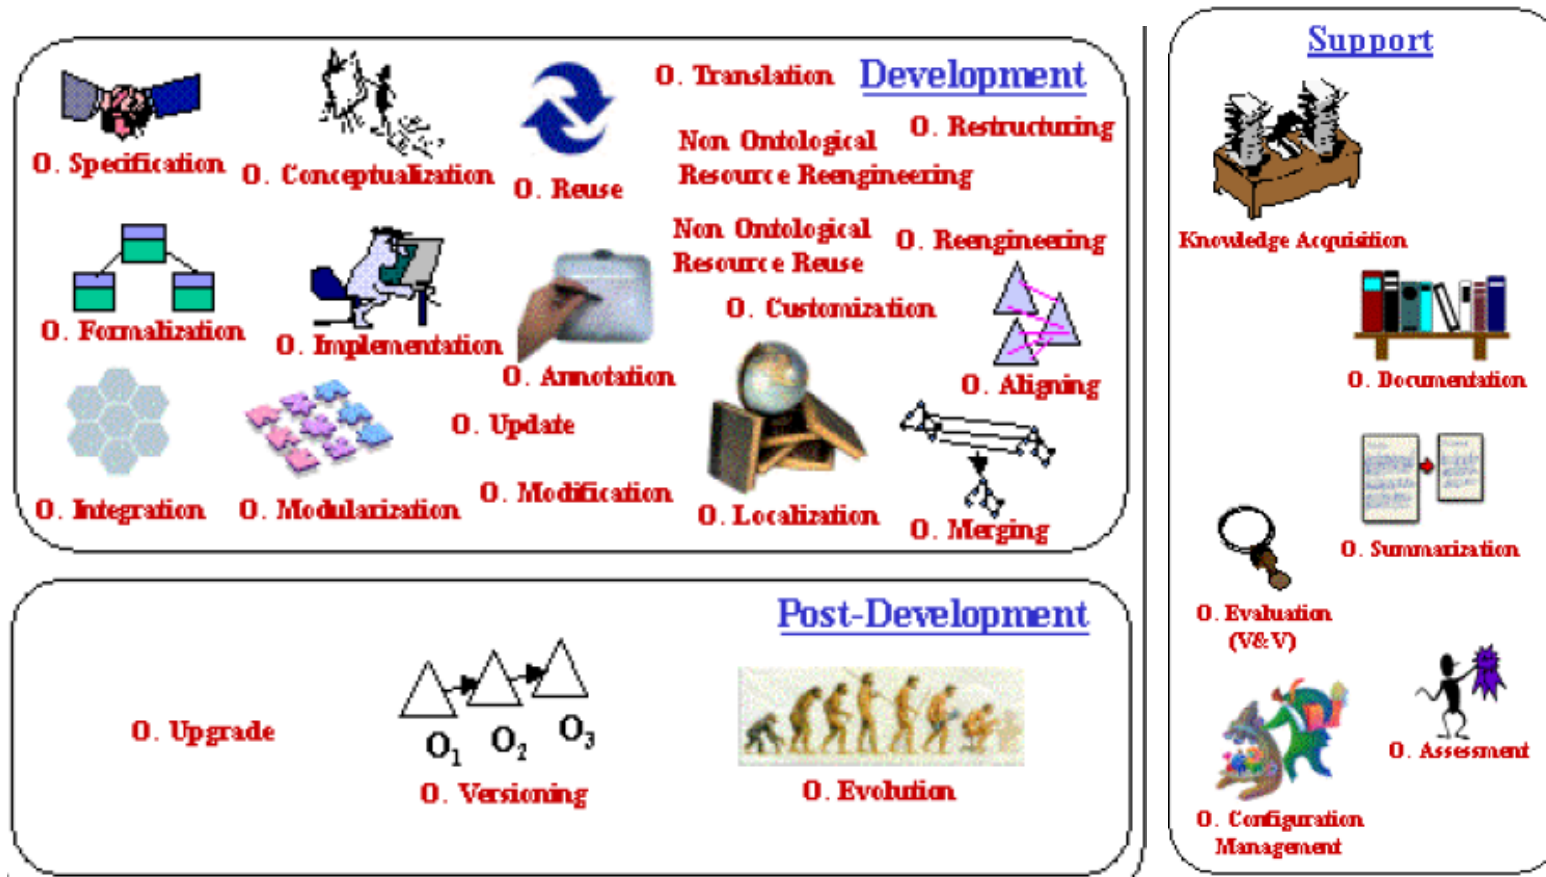 Development
O. Specification
O. Conceptualization
O. Reuse
O. Translation
Non Ontological
Resource Reengineering
O. Restructuring
O. Formalization
O. Implementation
O. Annotation
Non Ontological
Resource Reuse
O. Reengineering
O. Customization
O. Aligning
O. Integration
O. Modularization
O. Update
O. Modification
O. Localization
O. Merging
Post-Development
O. Upgrade
O1 O2 O3
O. Versioning
O. Evolution
Support
Knowledge Acquisition
O. Documentation
O. Summarization
O. Evaluation
(V&V)
O. Assessment
O. Configuration
Management